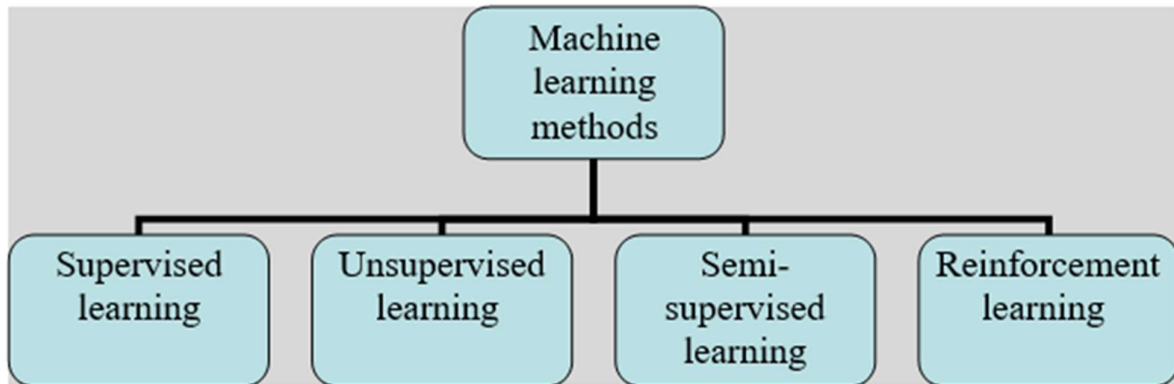 Machine
learning
methods
Supervised
learning
Unsupervised
learning
Semi-
supervised
learning
Reinforcement
learning